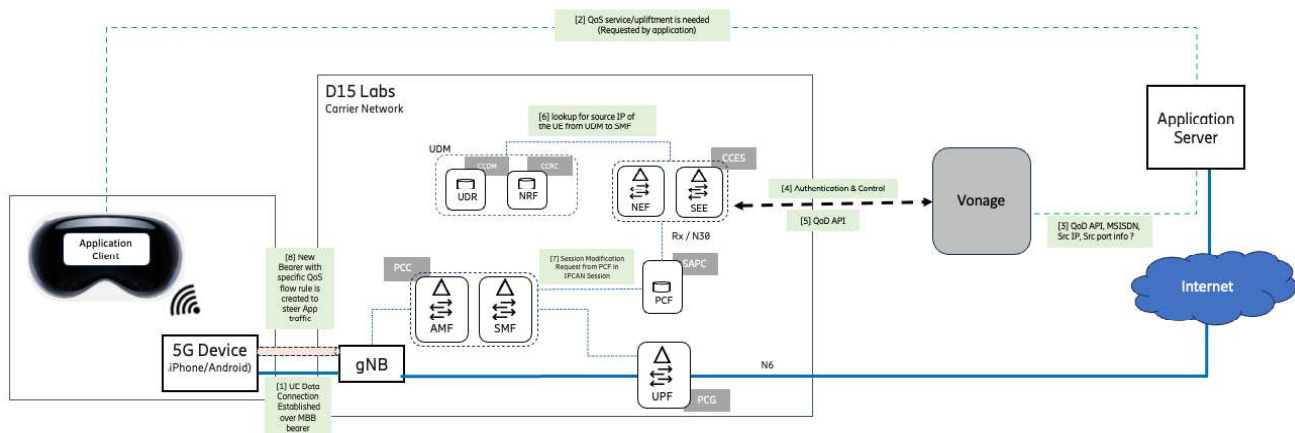 [2] QoS service/upliftment is needed
(Requested by application)
D15 Labs
Carrier Network
[6] lookup for source IP of
the UE from UDM to SMF
UDM
CCDM
CCRC
UDR
NRF
CCES
NEF
SEE
[4] Authentication & Control
[5] QoD API
Vonage
Application
Server
[3] QoD API, MSISDN,
Src IP, Src port info ?
Internet
Application
Client
[8] New
Bearer with
specific QoS
flow rule is
created to
steer App
traffic
Rx / N30
PCC
[7] Session Modification
Request from PCF in
IPCAN Session
SAPC
PCF
AMF
SMF
5G Device
iPhone/Android)
gNB
UPF
PCG
N6
[1] UE Data
Connection
Established
over MBB
bearer